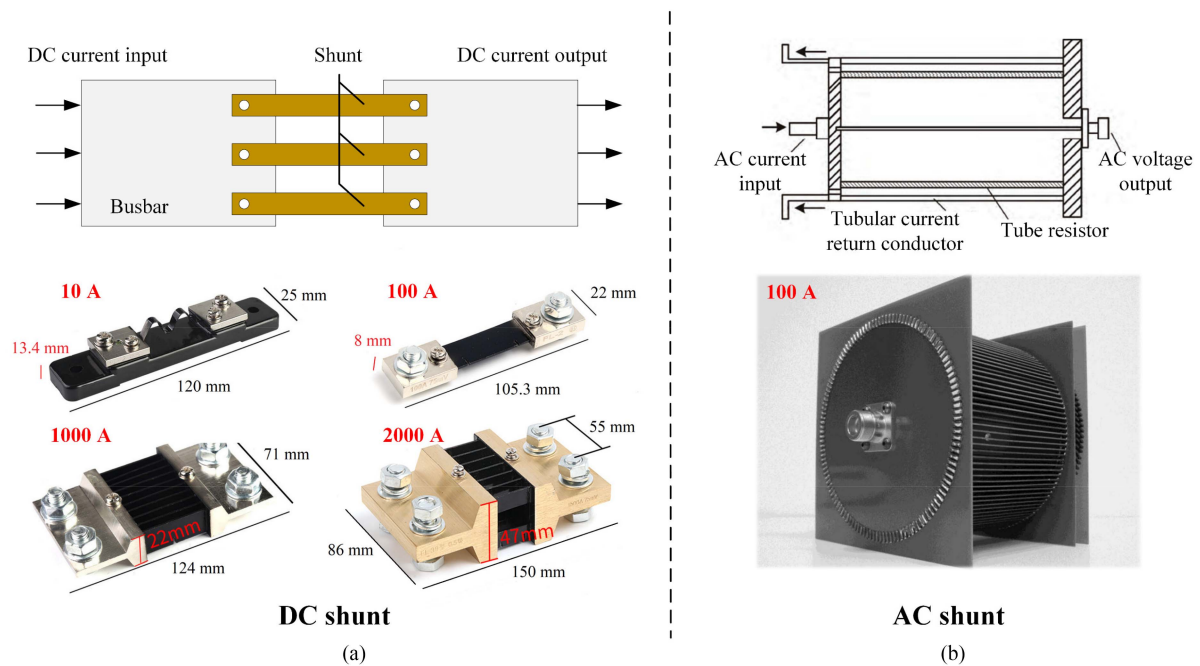 DC current input
Shunt
DC current output
Busbar
10 A
25 mm
13.4 mm
120 mm
100 A
22 mm
8 mm
105.3 mm
1000 A
71 mm
22mm
124 mm
2000 A
55 mm
47mm
86 mm
150 mm
DC shunt
(a)
AC current
input
AC voltage
output
Tubular current
return conductor
Tube resistor
100 A
AC shunt
(b)